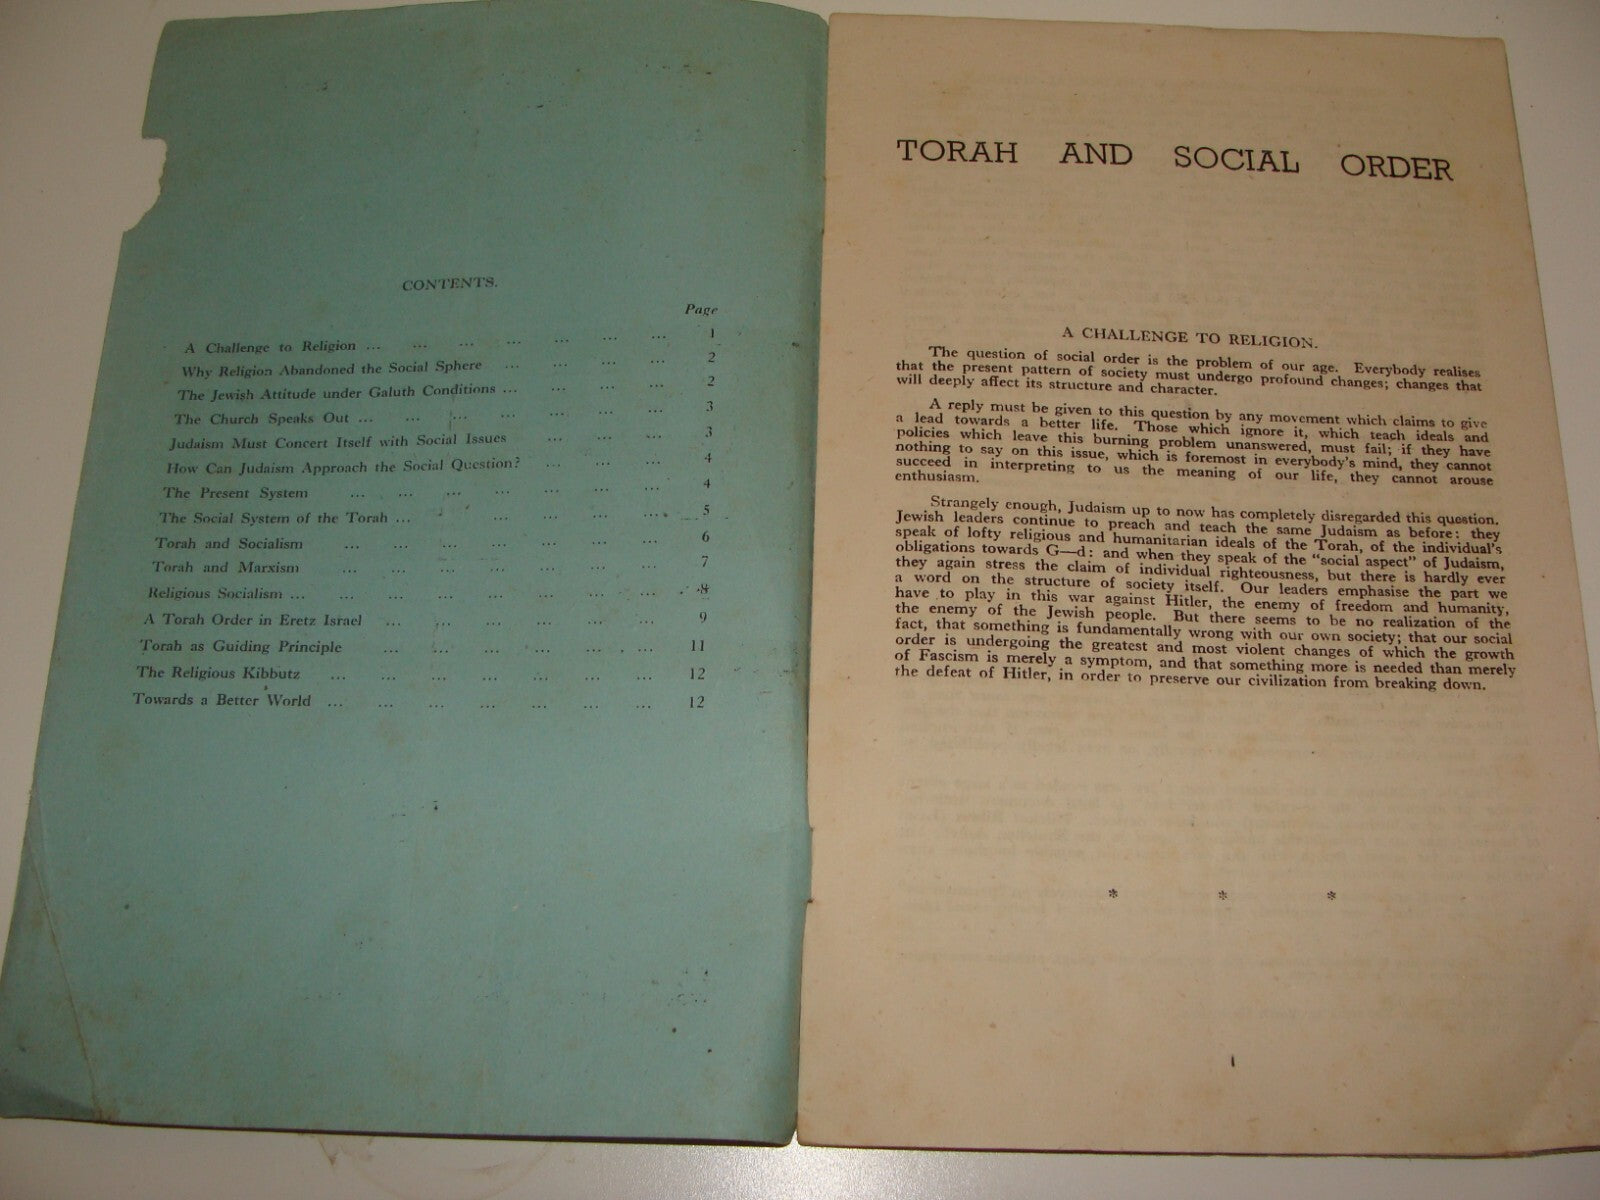 CONTENTS.
Page
A Challenge to Religion ... ... ... ... ... ... ... 1
Why Religion Abandoned the Social Sphere ... ... ... ... 2
The Jewish Attitude under Galuth Conditions ... ... ... ... 2
The Church Speaks Out ... ... ... ... ... ... ... 3
Judaism Must Concert Itself with Social Issues ... ... ... 3
How Can Judaism Approach the Social Question? ... ... ... 4
The Present System ... ... ... ... ... ... ... 4
The Social System of the Torah ... ... ... ... ... ... 5
Torah and Socialism ... ... ... ... ... ... ... 6
Torah and Marxism ... ... ... ... ... ... ... 7
Religious Socialism ... ... ... ... ... ... ... 8
A Torah Order in Eretz Israel ... ... ... ... ... ... 9
Torah as Guiding Principle ... ... ... ... ... ... 11
The Religious Kibbutz ... ... ... ... ... ... ... 12
Towards a Better World ... ... ... ... ... ... ... 12
TORAH AND SOCIAL ORDER
A CHALLENGE TO RELIGION.
The question of social order is the problem of our age. Everybody realises
that the present pattern of society must undergo profound changes; changes that
will deeply affect its structure and character.
A reply must be given to this question by any movement which claims to give
a lead towards a better life. Those which ignore it, which teach ideals and
policies which leave this burning problem unanswered, must fail; if they have
nothing to say on this issue, which is foremost in everybody's mind, they cannot
succeed in interpreting to us the meaning of our life, they cannot arouse
enthusiasm.
Strangely enough, Judaism up to now has completely disregarded this question.
Jewish leaders continue to preach and teach the same Judaism as before: they
speak of lofty religious and humanitarian ideals of the Torah, of the individual's
obligations towards G—d: and when they speak of the "social aspect" of Judaism,
they again stress the claim of individual righteousness, but there is hardly ever
a word on the structure of society itself. Our leaders emphasise the part we
have to play in this war against Hitler, the enemy of freedom and humanity,
the enemy of the Jewish people. But there seems to be no realization of the
fact, that something is fundamentally wrong with our own society; that our social
order is undergoing the greatest and most violent changes of which the growth
of Fascism is merely a symptom, and that something more is needed than merely
the defeat of Hitler, in order to preserve our civilization from breaking down.
* * *
1